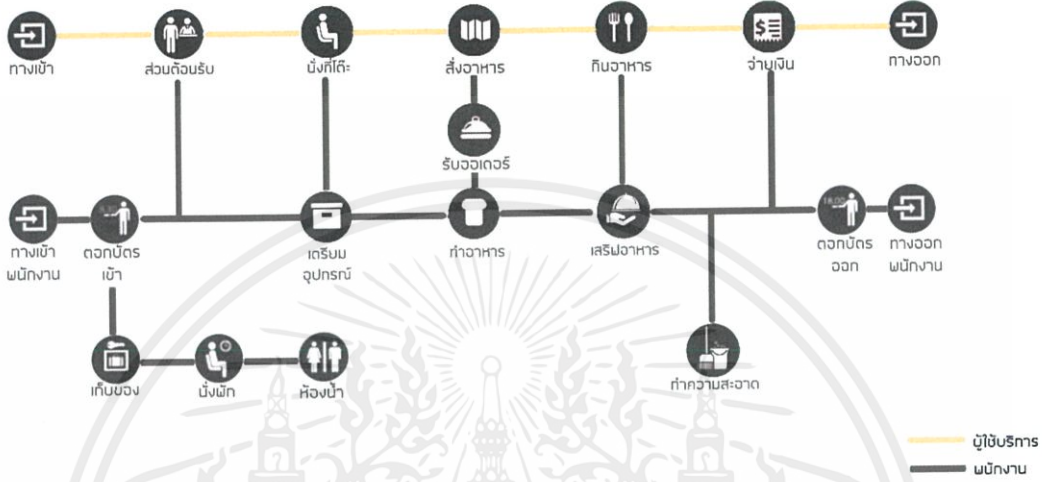 ทางเข้า
ส่วนต้อนรับ
นั่งที่โต๊ะ
สั่งอาหาร
กินอาหาร
จ่ายเงิน
ทางออก
รับออเดอร์
ทางเข้า
พนักงาน
ตอกบัตร
เข้า
เตรียม
อุปกรณ์
ทำอาหาร
เสริฟอาหาร
18.00
ตอกบัตร
ออก
ทางออก
พนักงาน
เก็บของ
นั่งพัก
ห้องน้ำ
ทำความสะอาด
ผู้ใช้บริการ
พนักงาน